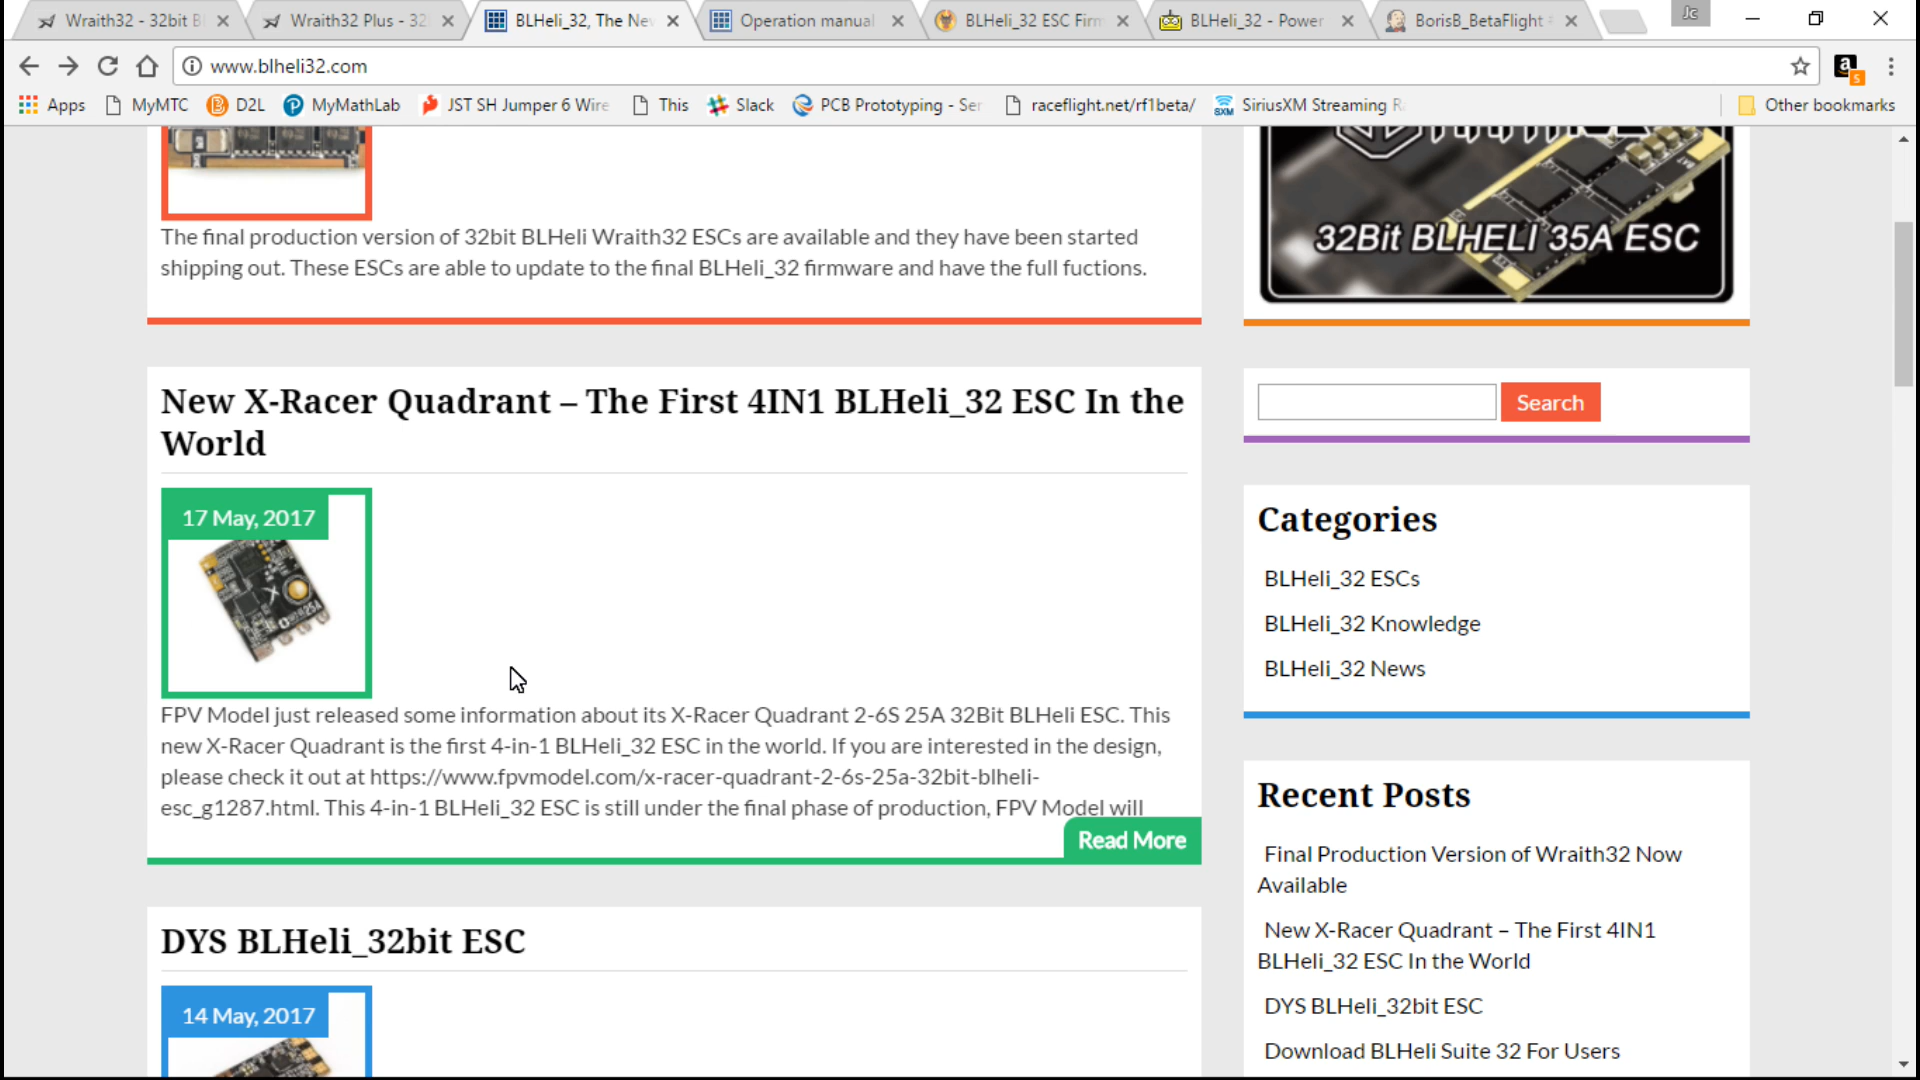 Wraith32 - 32bit Bl
Wraith32 Plus - 32
BLHeli_32, The Nev
Operation manual
BLHeli_32 ESC Firm
BLHeli_32 - Power
BorisB_BetaFlight
Jc
www.blheli32.com
Apps
MyMTC
D2L
MyMathLab
JST SH Jumper 6 Wire
This
Slack
PCB Prototyping - Ser
raceflight.net/rf1beta/
SiriusXM Streaming R
Other bookmarks
The final production version of 32bit BLHeli Wraith32 ESCs are available and they have been started
shipping out. These ESCs are able to update to the final BLHeli_32 firmware and have the full fuctions.
New X-Racer Quadrant – The First 4IN1 BLHeli_32 ESC In the
World
17 May, 2017
FPV Model just released some information about its X-Racer Quadrant 2-6S 25A 32Bit BLHeli ESC. This
new X-Racer Quadrant is the first 4-in-1 BLHeli_32 ESC in the world. If you are interested in the design,
please check it out at https://www.fpvmodel.com/x-racer-quadrant-2-6s-25a-32bit-blheli-
esc_g1287.html. This 4-in-1 BLHeli_32 ESC is still under the final phase of production, FPV Model will
Read More
DYS BLHeli_32bit ESC
14 May, 2017
32Bit BLHELI 35A ESC
Search
Categories
BLHeli_32 ESCs
BLHeli_32 Knowledge
BLHeli_32 News
Recent Posts
Final Production Version of Wraith32 Now
Available
New X-Racer Quadrant – The First 4IN1
BLHeli_32 ESC In the World
DYS BLHeli_32bit ESC
Download BLHeli Suite 32 For Users